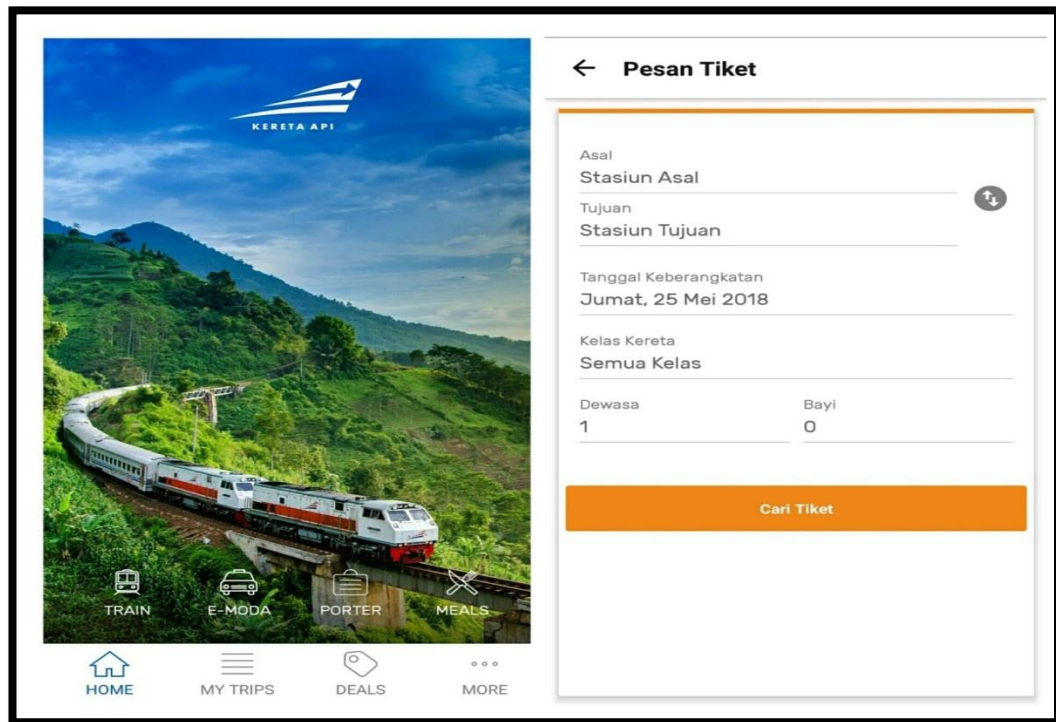 KERETA API
TRAIN
E-MODA
PORTER
MEALS
HOME
MY TRIPS
DEALS
MORE
Pesan Tiket
Asal
Stasiun Asal
Tujuan
Stasiun Tujuan
Tanggal Keberangkatan
Jumat, 25 Mei 2018
Kelas Kereta
Semua Kelas
Dewasa
Bayi
1
0
Cari Tiket